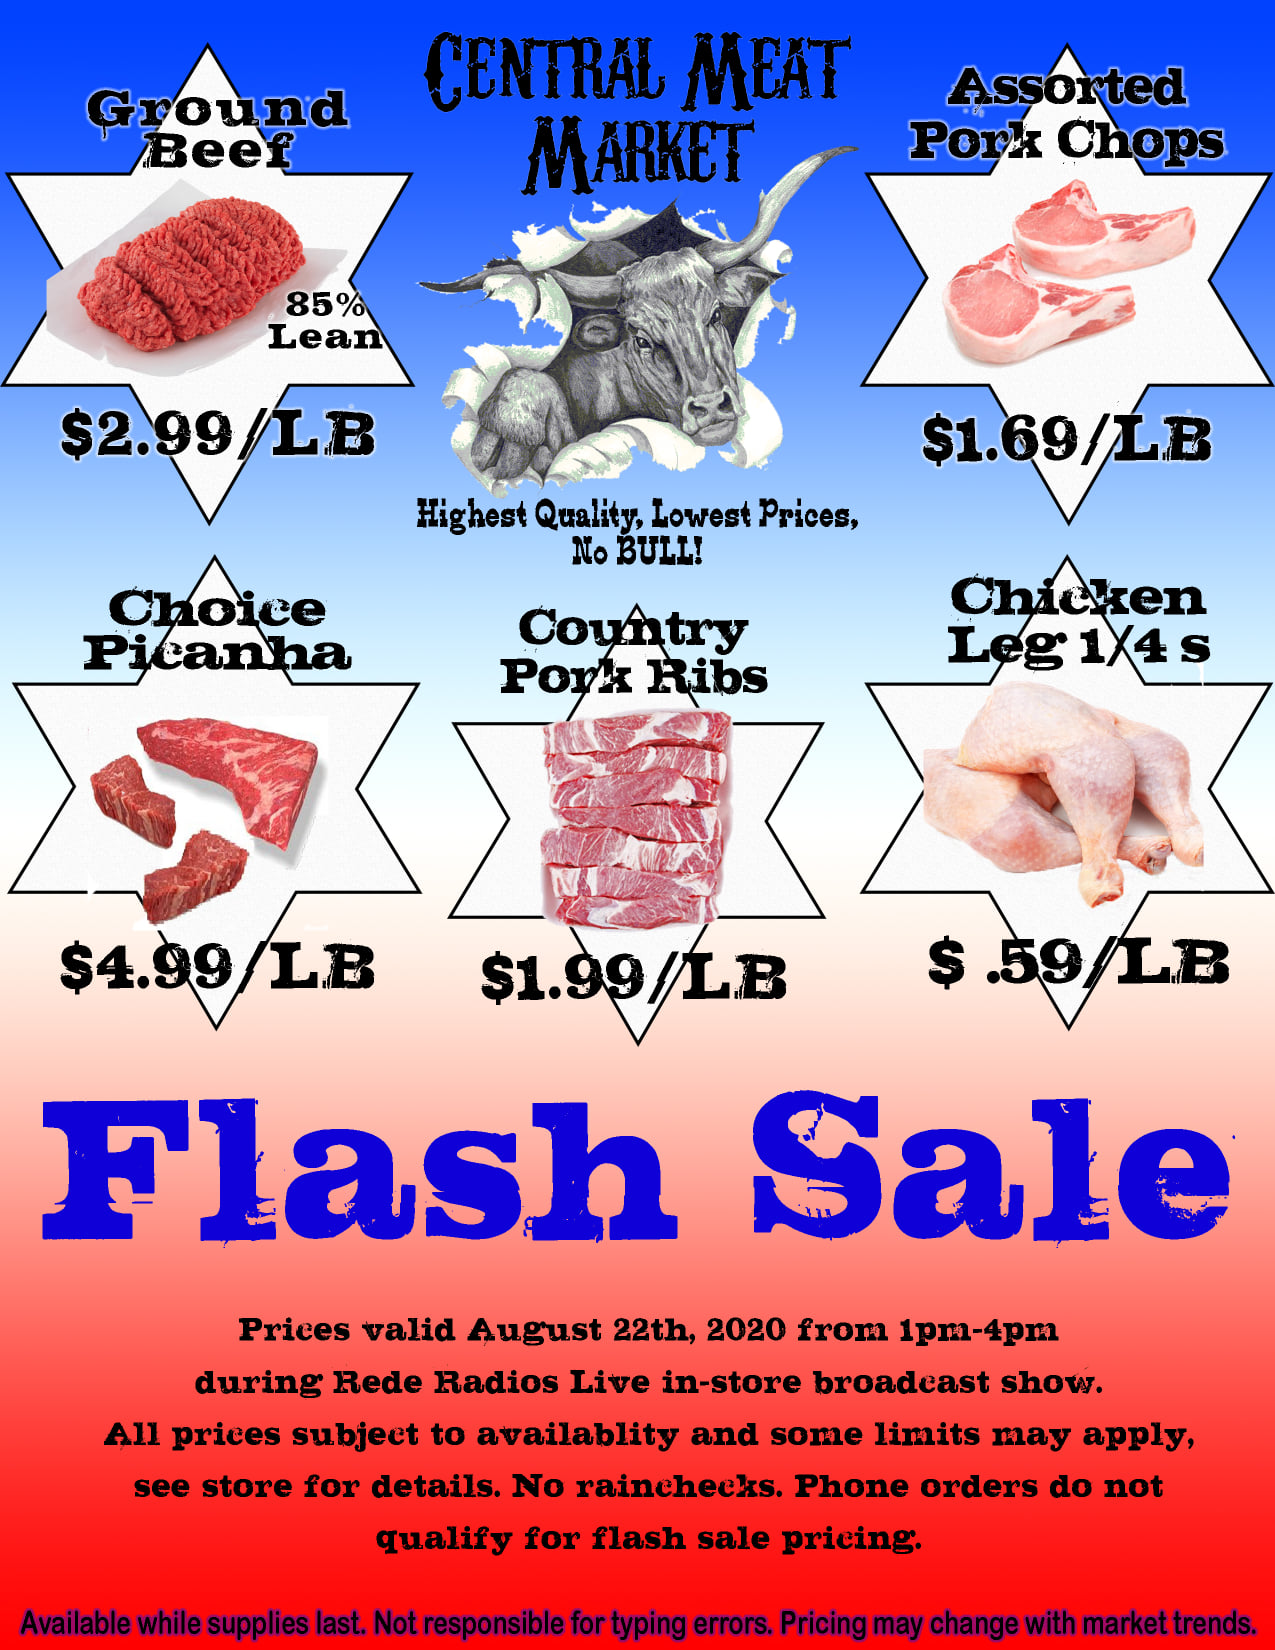 Central Meat
Market
Ground
Beef
85%
Lean
$2.99/LB
Assorted
Pork Chops
$1.69/LB
Highest Quality, Lowest Prices,
No BULL!
Choice
Picanha
$4.99/LB
Country
Pork Ribs
$1.99/LB
Chicken
Leg 1/4 s
$ .59/LB
Flash Sale
Prices valid August 22th, 2020 from 1pm-4pm
during Rede Radios Live in-store broadcast show.
All prices subject to availablity and some limits may apply,
see store for details. No rainchecks. Phone orders do not
qualify for flash sale pricing.
Available while supplies last. Not responsible for typing errors. Pricing may change with market trends.